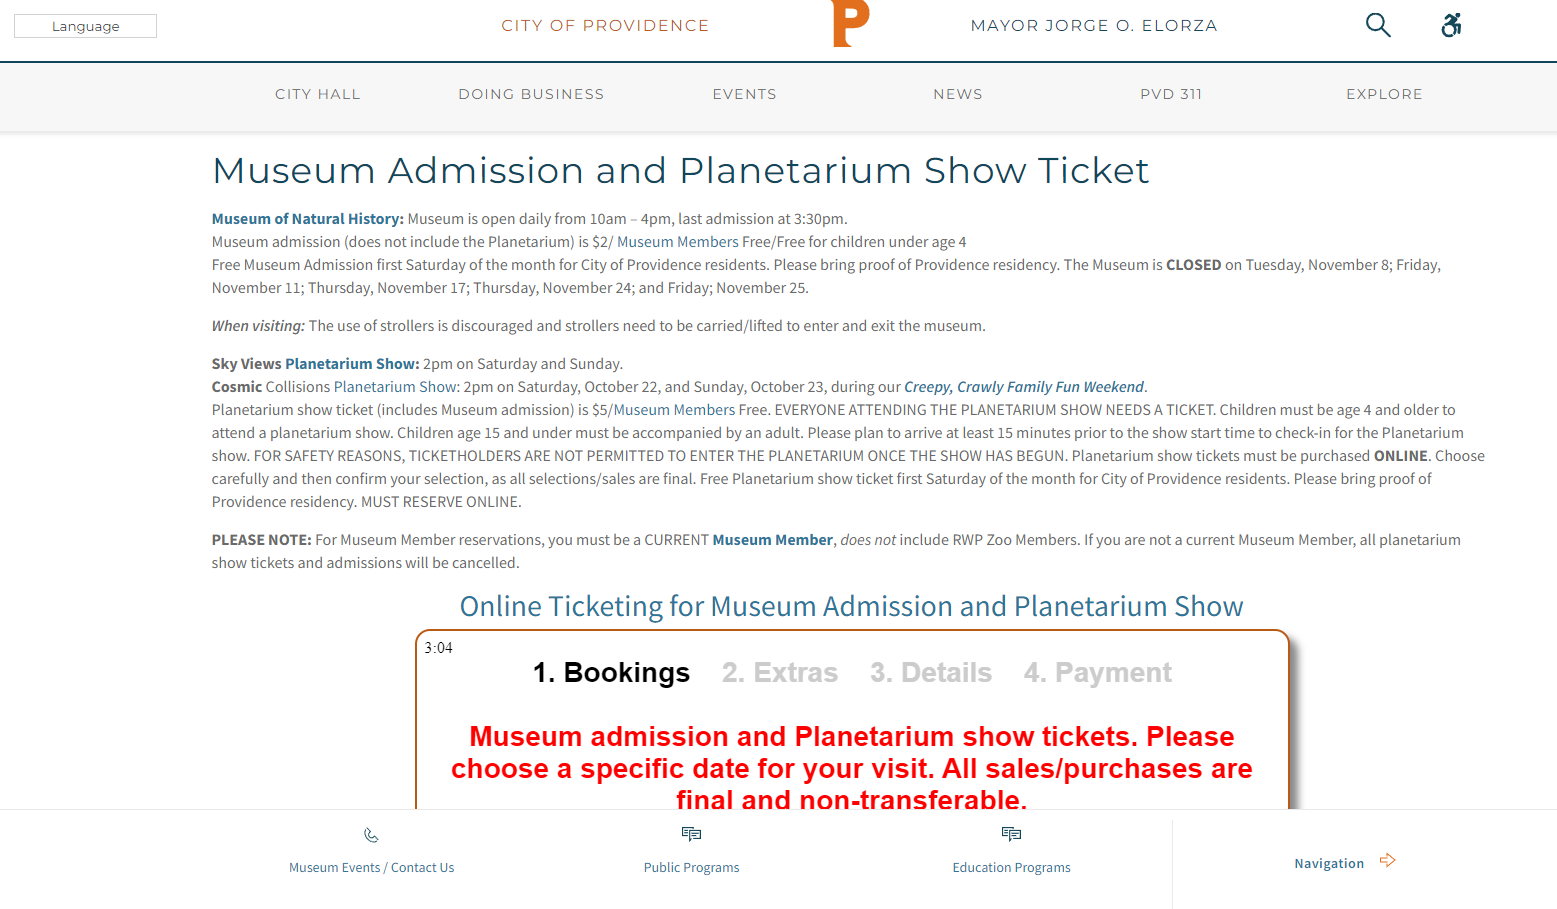 Language
CITY OF PROVIDENCE
P
MAYOR JORGE O. ELORZA
CITY HALL
DOING BUSINESS
EVENTS
NEWS
PVD 311
EXPLORE
Museum Admission and Planetarium Show Ticket
Museum of Natural History: Museum is open daily from 10am – 4pm, last admission at 3:30pm.
Museum admission (does not include the Planetarium) is $2/ Museum Members Free/Free for children under age 4
Free Museum Admission first Saturday of the month for City of Providence residents. Please bring proof of Providence residency. The Museum is CLOSED on Tuesday, November 8; Friday,
November 11; Thursday, November 17; Thursday, November 24; and Friday; November 25.
When visiting: The use of strollers is discouraged and strollers need to be carried/lifted to enter and exit the museum.
Sky Views Planetarium Show: 2pm on Saturday and Sunday.
Cosmic Collisions Planetarium Show: 2pm on Saturday, October 22, and Sunday, October 23, during our Creepy, Crawly Family Fun Weekend.
Planetarium show ticket (includes Museum admission) is $5/Museum Members Free. EVERYONE ATTENDING THE PLANETARIUM SHOW NEEDS A TICKET. Children must be age 4 and older to
attend a planetarium show. Children age 15 and under must be accompanied by an adult. Please plan to arrive at least 15 minutes prior to the show start time to check-in for the Planetarium
show. FOR SAFETY REASONS, TICKETHOLDERS ARE NOT PERMITTED TO ENTER THE PLANETARIUM ONCE THE SHOW HAS BEGUN. Planetarium show tickets must be purchased ONLINE. Choose
carefully and then confirm your selection, as all selections/sales are final. Free Planetarium show ticket first Saturday of the month for City of Providence residents. Please bring proof of
Providence residency. MUST RESERVE ONLINE.
PLEASE NOTE: For Museum Member reservations, you must be a CURRENT Museum Member, does not include RWP Zoo Members. If you are not a current Museum Member, all planetarium
show tickets and admissions will be cancelled.
Online Ticketing for Museum Admission and Planetarium Show
3:04
1. Bookings 2. Extras 3. Details 4. Payment
Museum admission and Planetarium show tickets. Please
choose a specific date for your visit. All sales/purchases are
final and non-transferable.
Museum Events / Contact Us
Public Programs
Education Programs
Navigation